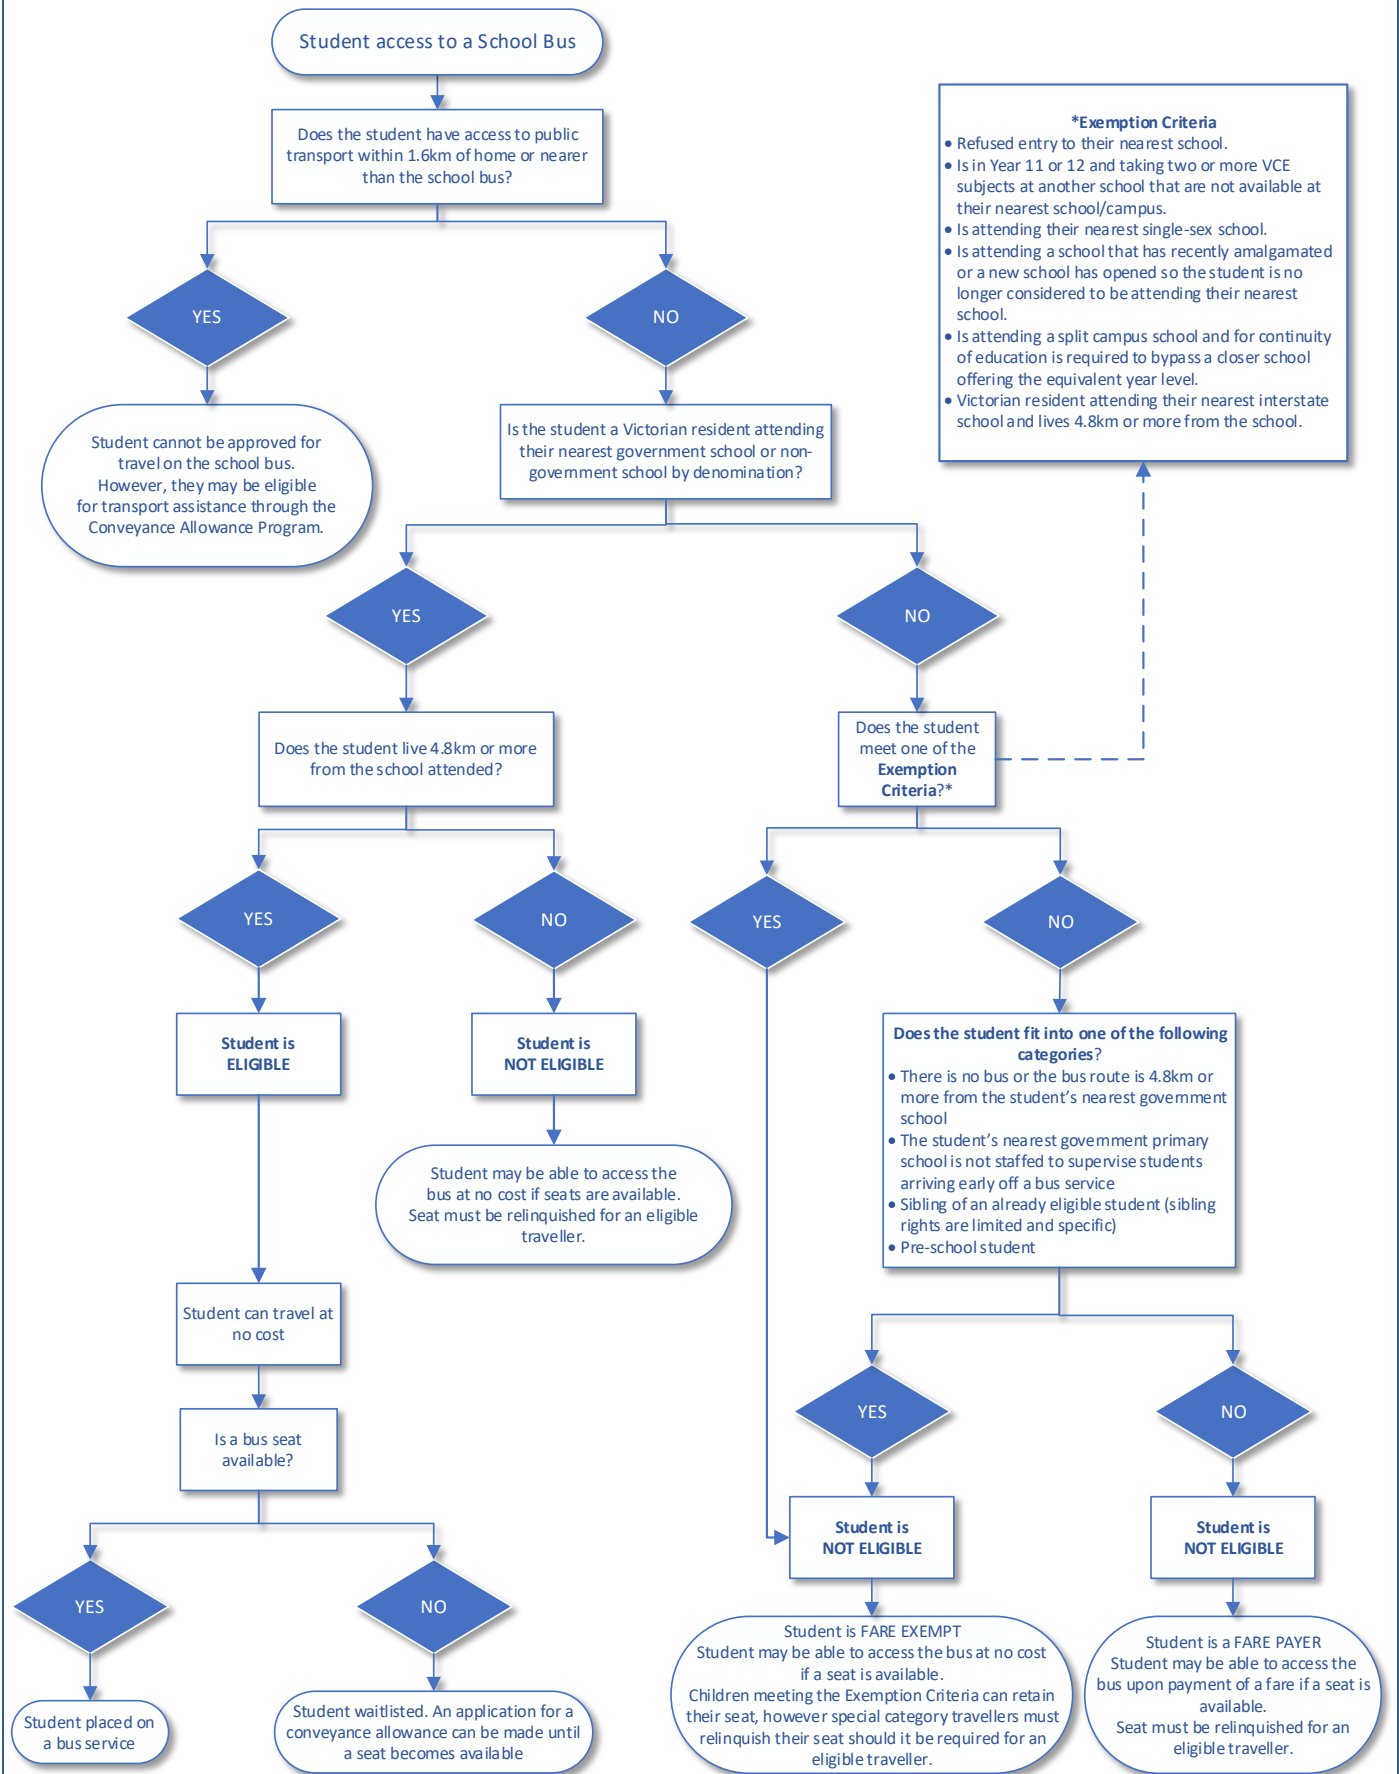 Student access to a School Bus
Does the student have access to public
transport within 1.6km of home or nearer
than the school bus?
*Exemption Criteria
• Refused entry to their nearest school.
• Is in Year 11 or 12 and taking two or more VCE
subjects at another school that are not available at
their nearest school/campus.
• Is attending their nearest single-sex school.
• Is attending a school that has recently amalgamated
or a new school has opened so the student is no
longer considered to be attending their nearest
school.
• Is attending a split campus school and for continuity
of education is required to bypass a closer school
offering the equivalent year level.
• Victorian resident attending their nearest interstate
school and lives 4.8km or more from the school.
YES
NO
Student cannot be approved for
travel on the school bus.
However, they may be eligible
for transport assistance through the
Conveyance Allowance Program.
Is the student a Victorian resident attending
their nearest government school or non-
government school by denomination?
YES
NO
Does the student live 4.8km or more
from the school attended?
Does the student
meet one of the
Exemption
Criteria?*
YES
NO
YES
NO
Student is
ELIGIBLE
Student is
NOT ELIGIBLE
Does the student fit into one of the following
categories?
• There is no bus or the bus route is 4.8km or
more from the student's nearest government
school
• The student's nearest government primary
school is not staffed to supervise students
arriving early off a bus service
• Sibling of an already eligible student (sibling
rights are limited and specific)
• Pre-school student
Student may be able to access the
bus at no cost if seats are available.
Seat must be relinquished for an eligible
traveller.
Student can travel at
no cost
Is a bus seat
available?
YES
NO
Student is
NOT ELIGIBLE
Student is
NOT ELIGIBLE
YES
NO
Student placed on
a bus service
Student waitlisted. An application for a
conveyance allowance can be made until
a seat becomes available
Student is FARE EXEMPT
Student may be able to access the bus at no cost
if a seat is available.
Children meeting the Exemption Criteria can retain
their seat, however special category travellers must
relinquish their seat should it be required for an
eligible traveller.
Student is a FARE PAYER
Student may be able to access the
bus upon payment of a fare if a seat is
available.
Seat must be relinquished for an
eligible traveller.